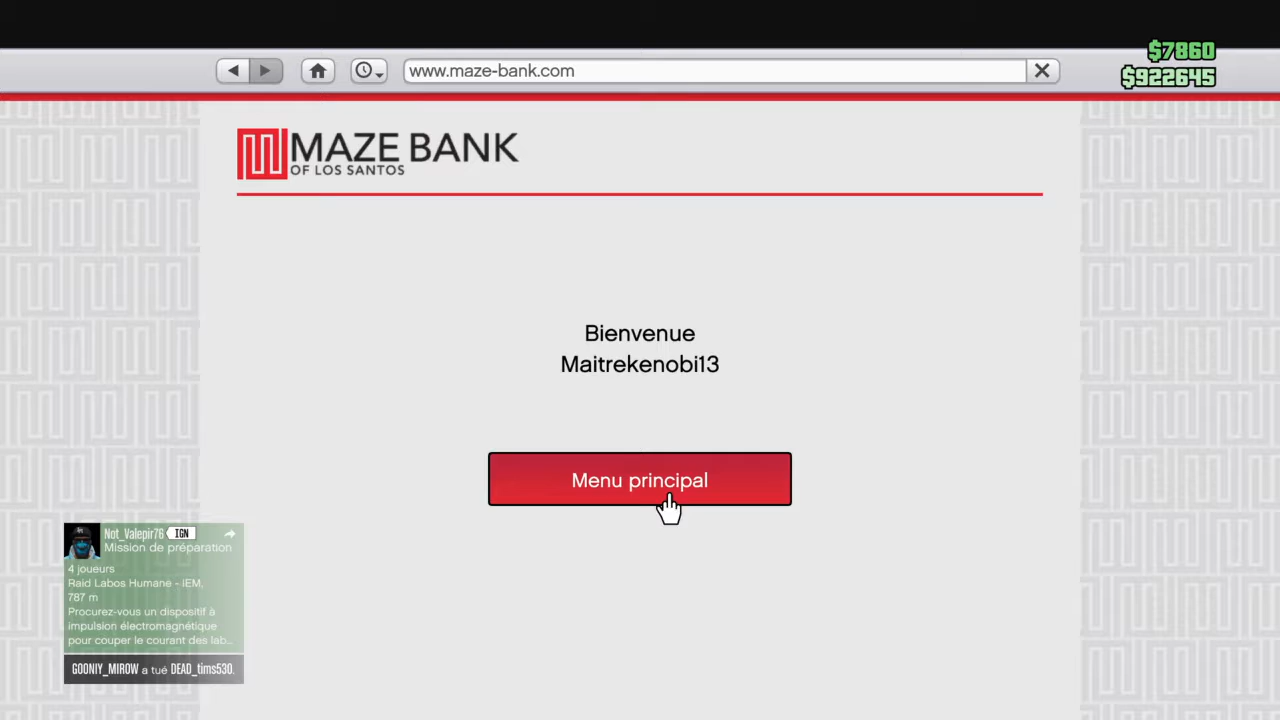 $7860
www.maze-bank.com
$922645
MAZE BANK
OF LOS SANTOS
Bienvenue
Maitrekenobi13
Menu principal
Not_Valepir76 IGN
Mission de préparation
4 joueurs
Raid Labos Humane - IEM,
787 m
Procurez-vous un dispositif à
impulsion électromagnétique
pour couper le courant des lab...
GOONIY_MIROW a tué DEAD_tims530.